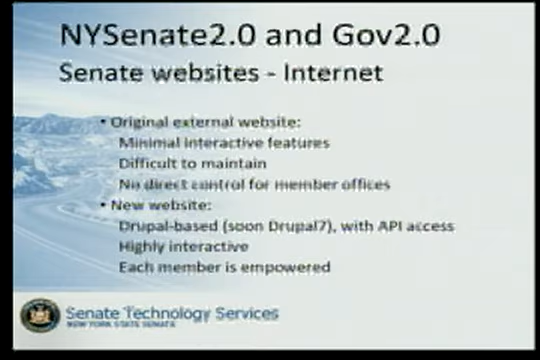 NYSenate2.0 and Gov2.0
Senate websites - Internet
• Original external website:
Minimal interactive features
Difficult to maintain
No direct control for member offices
• New website:
Drupal-based (soon Drupal7), with API access
Highly interactive
Each member is empowered
Senate Technology Services
NEW YORK STATE SENATE